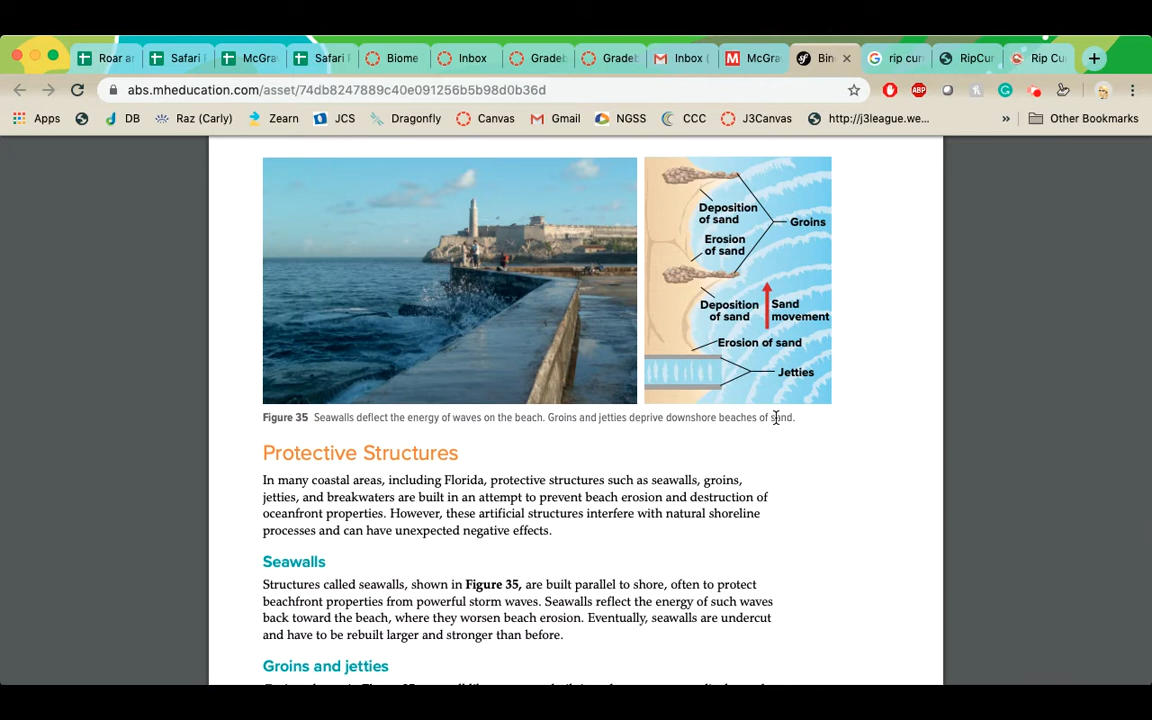 Roar ar
Safari F
McGra
Safari F
Biome
Inbox
Grade
Grade
Inbox (
McGra
Bin
rip cur
RipCur
Rip Cu
abs.mheducation.com/asset/74db8247889c40e091256b5b98d0b36d
Apps
DB
Raz (Carly)
Zearn
JCS
Dragonfly
Canvas
Gmail
NGSS
CCC
J3Canvas
http://j3league.we...
»
Other Bookmarks
Deposition
of sand
Groins
Erosion
of sand
Deposition
of sand
Sand
movement
Erosion of sand
Jetties
Figure 35 Seawalls deflect the energy of waves on the beach. Groins and jetties deprive downshore beaches of sand.
Protective Structures
In many coastal areas, including Florida, protective structures such as seawalls, groins,
jetties, and breakwaters are built in an attempt to prevent beach erosion and destruction of
oceanfront properties. However, these artificial structures interfere with natural shoreline
processes and can have unexpected negative effects.
Seawalls
Structures called seawalls, shown in Figure 35, are built parallel to shore, often to protect
beachfront properties from powerful storm waves. Seawalls reflect the energy of such waves
back toward the beach, where they worsen beach erosion. Eventually, seawalls are undercut
and have to be rebuilt larger and stronger than before.
Groins and jetties